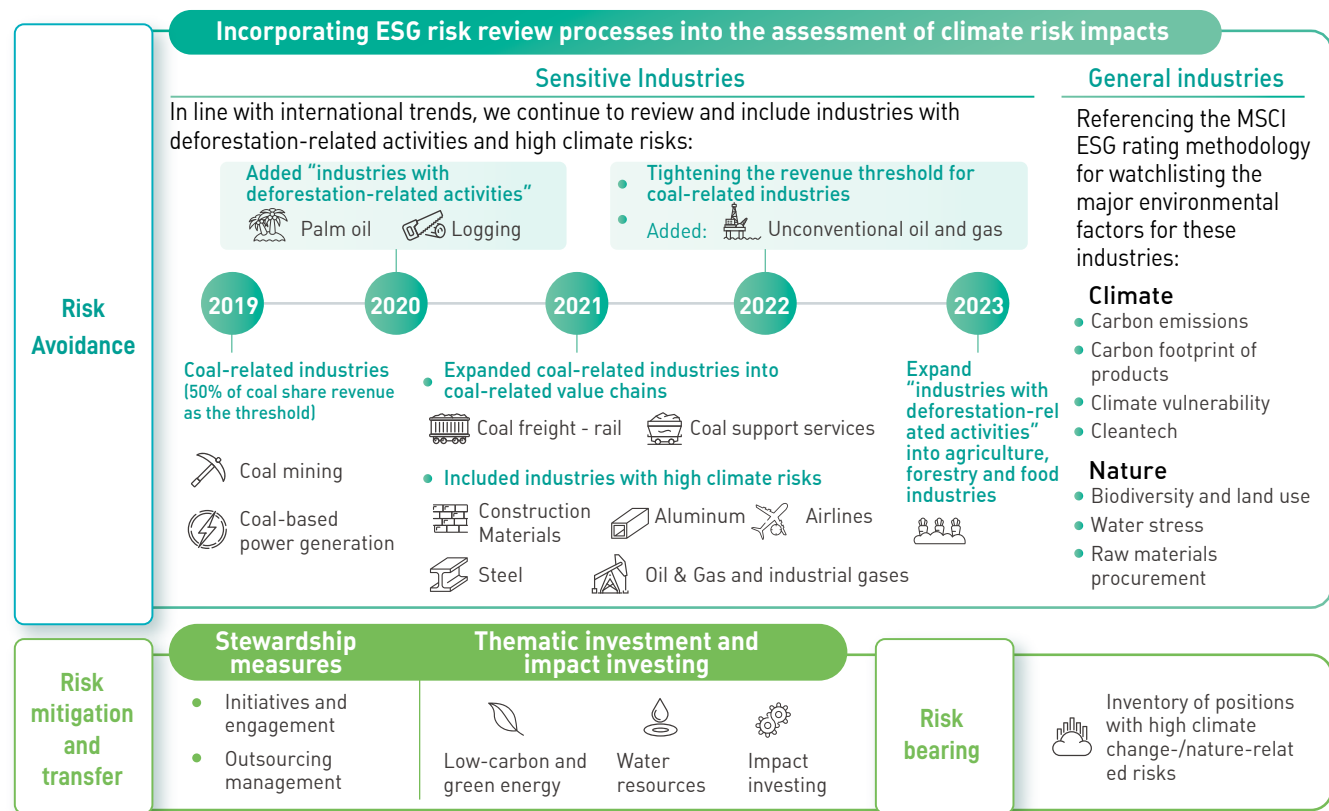 Incorporating ESG risk review processes into the assessment of climate risk impacts
Risk
Avoidance
Sensitive Industries
In line with international trends, we continue to review and include industries with
deforestation-related activities and high climate risks:
Added “industries with
deforestation-related activities”
Palm oil
Logging
Tightening the revenue threshold for
coal-related industries
Added:
Unconventional oil and gas
2019
2020
2021
2022
2023
Coal-related industries
(50% of coal share revenue
as the threshold)
Coal mining
Coal-based
power generation
Expanded coal-related industries into
coal-related value chains
Coal freight - rail
Coal support services
Included industries with high climate risks
Construction
Materials
Aluminum
Airlines
Steel
Oil & Gas and industrial gases
Expand
“industries with
deforestation-rel
ated activities”
into agriculture,
forestry and food
industries
General industries
Referencing the MSCI
ESG rating methodology
for watchlisting the
major environmental
factors for these
industries:
Climate
Carbon emissions
Carbon footprint of
products
Climate vulnerability
Cleantech
Nature
Biodiversity and land use
Water stress
Raw materials
procurement
Risk
mitigation
and
transfer
Stewardship
measures
Initiatives and
engagement
Outsourcing
management
Thematic investment and
impact investing
Low-carbon and
green energy
Water
resources
Impact
investing
Risk
bearing
Inventory of positions
with high climate
change-/nature-relat
ed risks